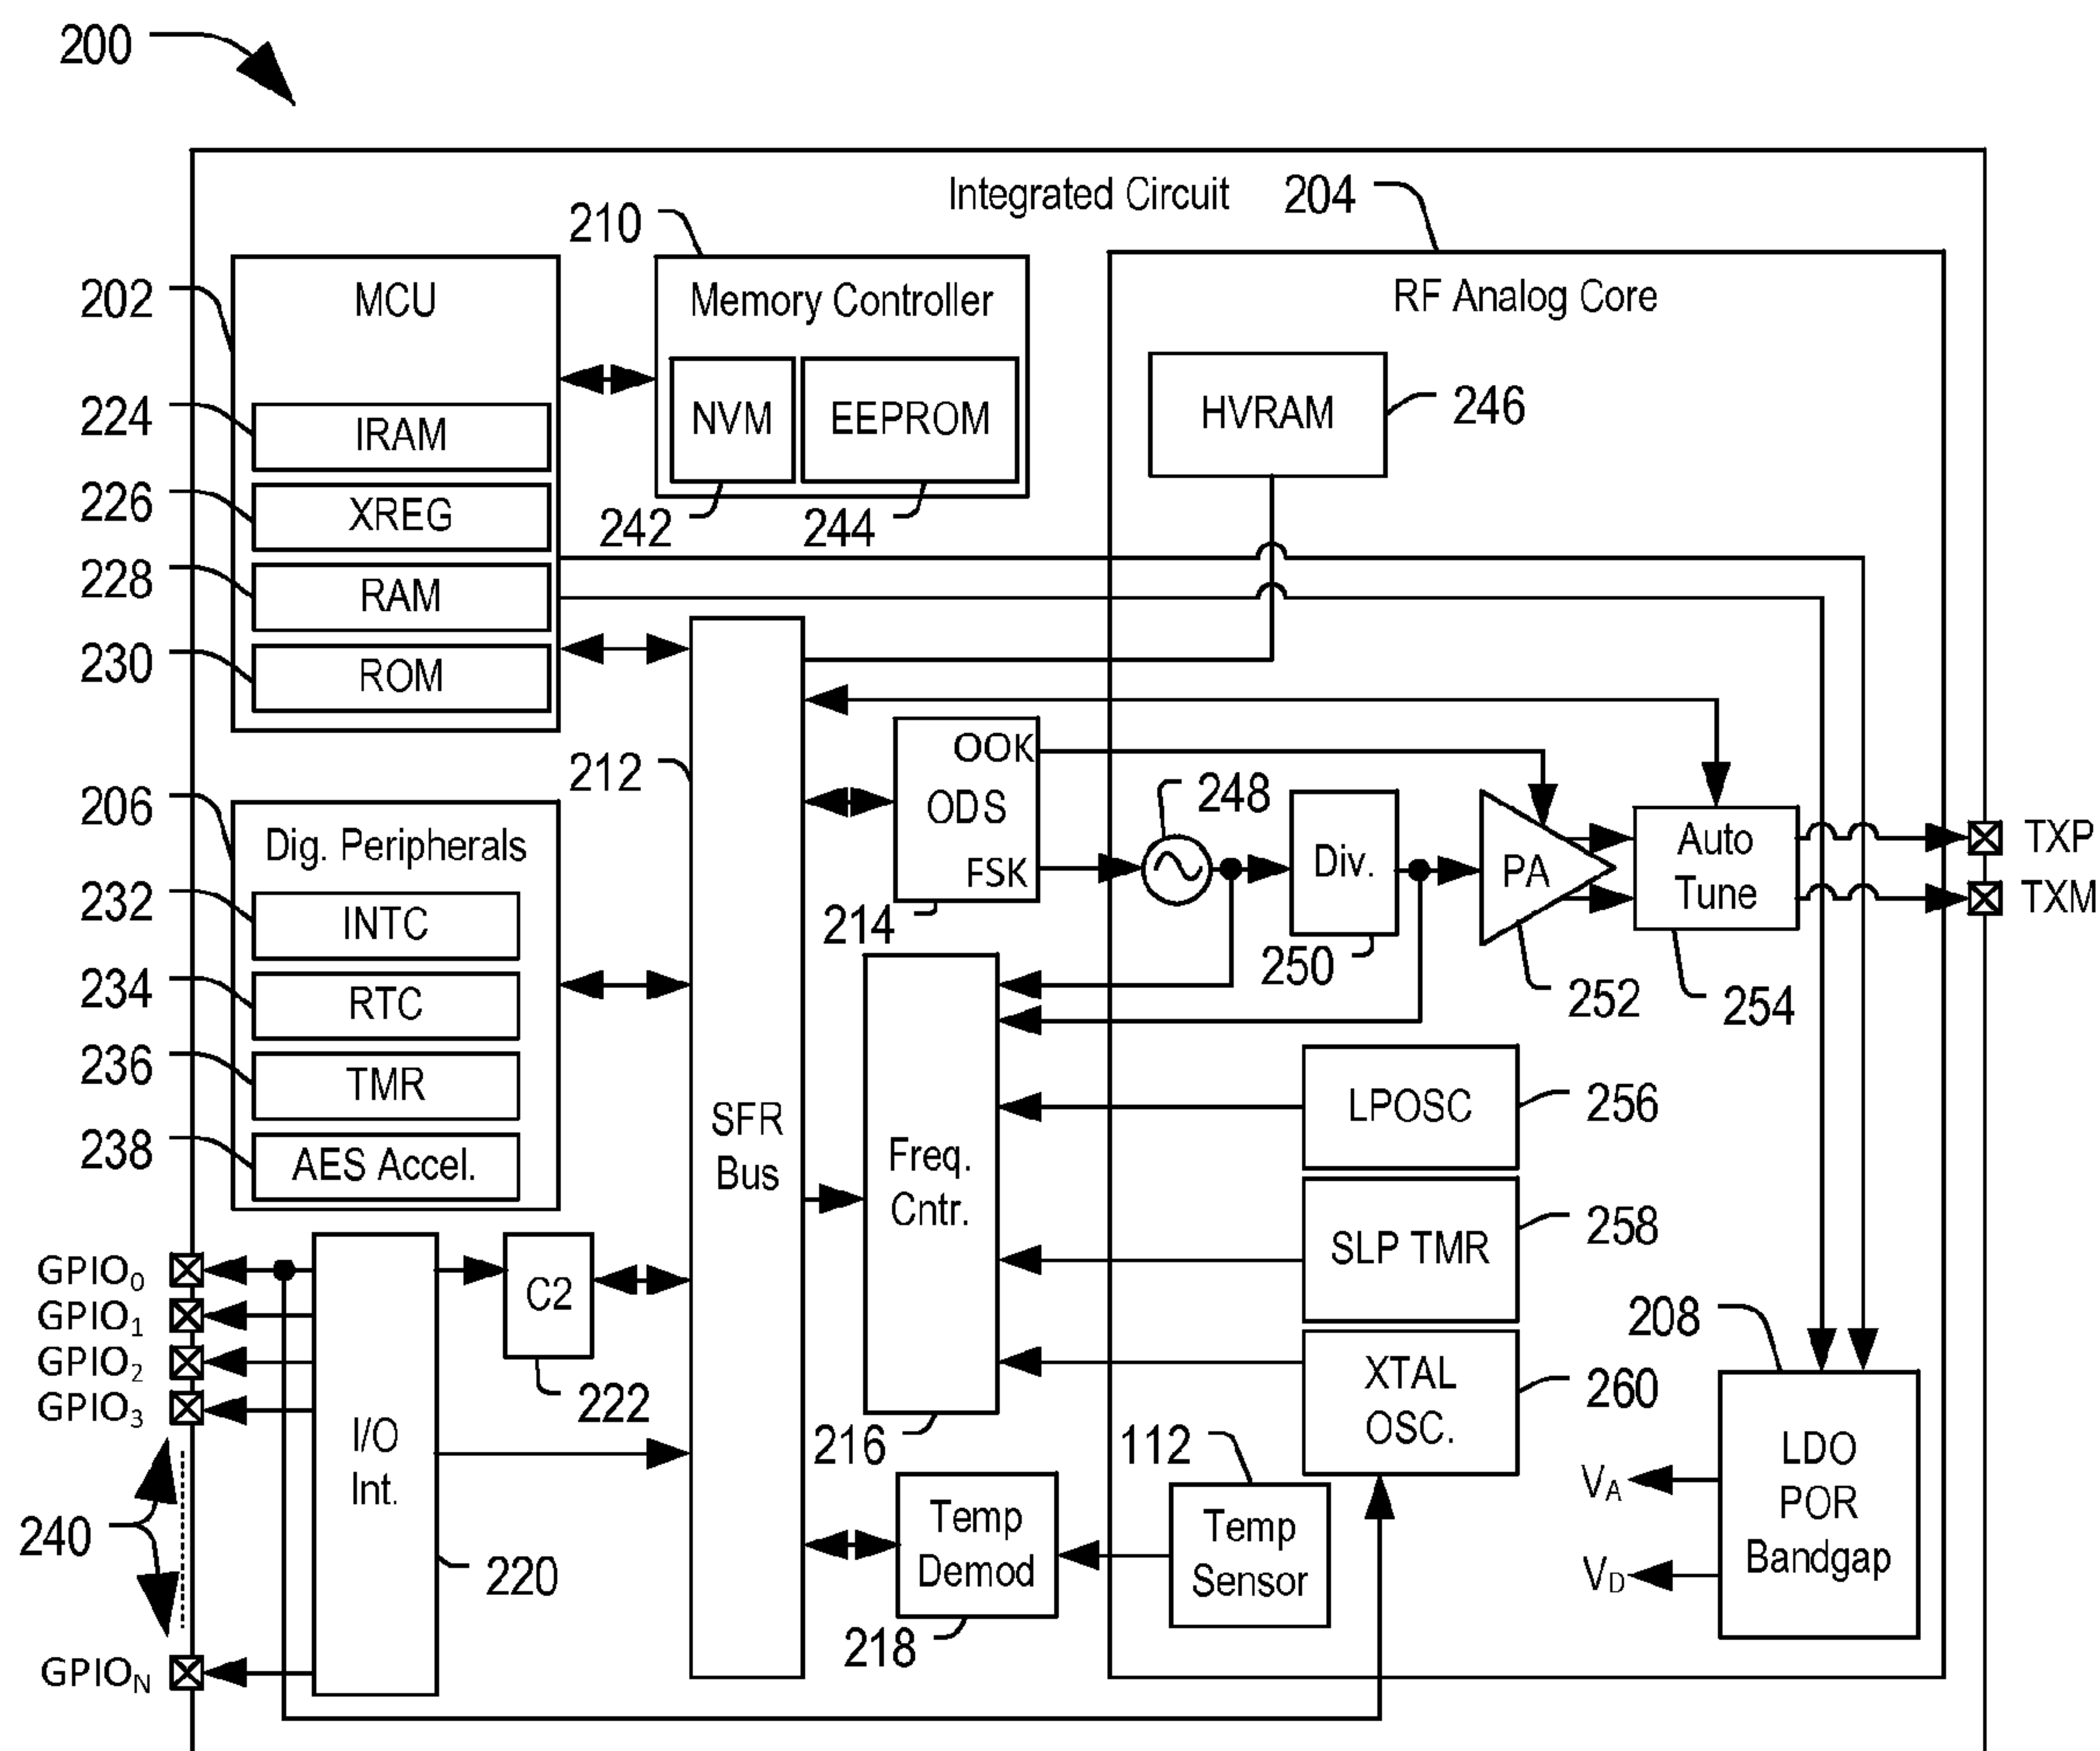 200
Integrated Circuit
204
210
202
MCU
Memory Controller
RF Analog Core
224
IRAM
NVM
EEPROM
HVRAM
246
226
XREG
242
244
228
RAM
230
ROM
212
OOK
ODS
FSK
214
248
Div.
250
PA
252
Auto
Tune
254
TXP
TXM
206
Dig. Peripherals
232
INTC
234
RTC
236
TMR
238
AES Accel.
SFR
Bus
Freq.
Cntr.
216
LPOSC
256
SLP TMR
258
XTAL
OSC.
260
208
LDO
POR
Bandgap
VA
VD
GPIO0
GPIO1
GPIO2
GPIO3
240
GPION
I/O
Int.
220
C2
222
Temp
Demod
218
112
Temp
Sensor